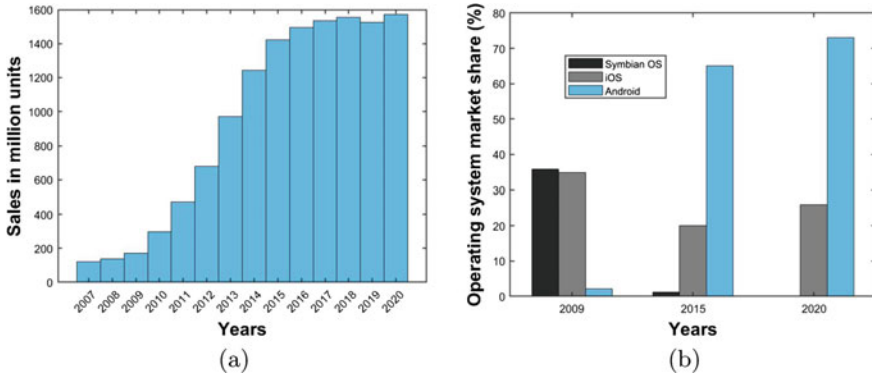 1600
1400
1200
1000
800
600
400
200
0
Sales in million units
2007 2008 2009 2010 2011 2012 2013 2014 2015 2016 2017 2018 2019 2020
Years
(a)
80
70
60
50
40
30
20
10
0
Operating system market share (%)
Symbian OS
iOS
Android
2009 2015 2020
Years
(b)